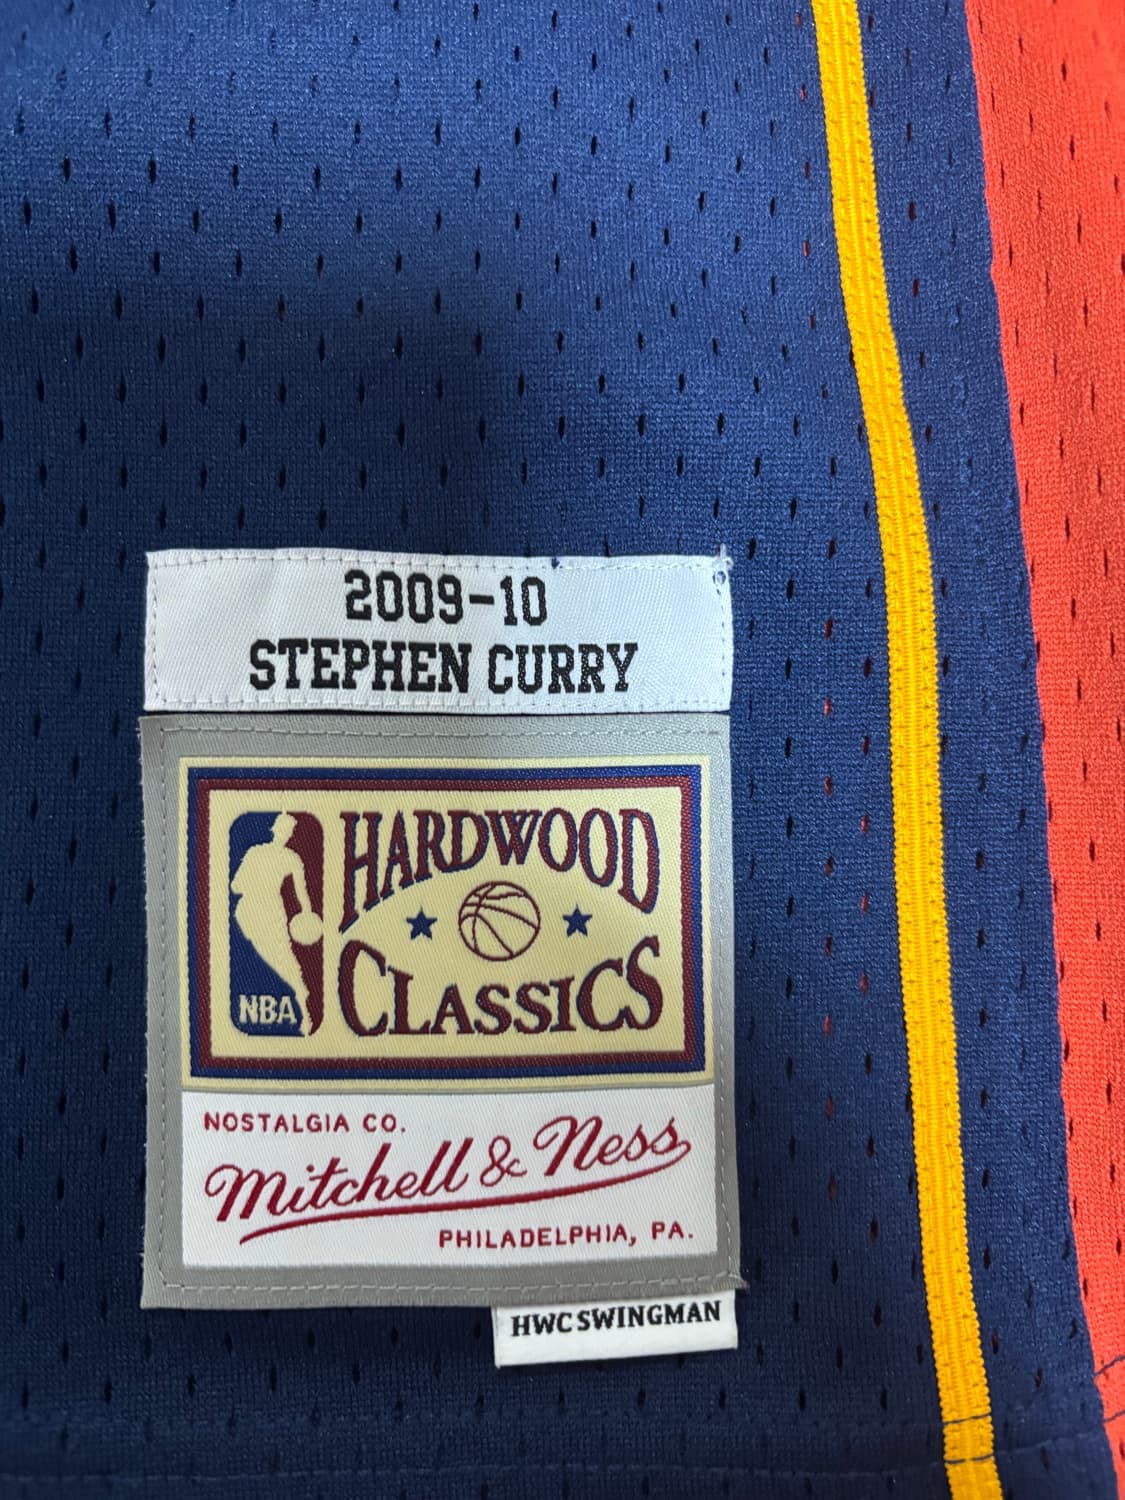 2009-10
STEPHEN CURRY
HARDWOOD
CLASSICS
NBA
NOSTALGIA CO.
Mitchell & Ness
PHILADELPHIA, PA.
HWC SWINGMAN